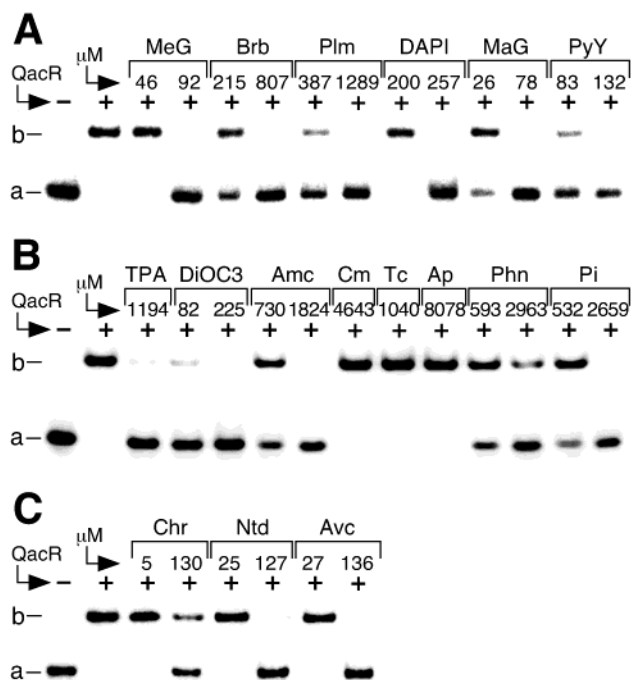 A
μM MeG Brb Plm DAPI MaG PyY
QacR 46 92 215 807 387 1289 200 257 26 78 83 132
− + + + + + + + + + + + + +
b−
a−
B
μM TPA DiOC3 Amc Cm Tc Ap Phn Pi
QacR 1194 82 225 730 1824 4643 1040 8078 593 2963 532 2659
− + + + + + + + + + + + + +
b−
a−
C
μM Chr Ntd Avc
QacR 5 130 25 127 27 136
− + + + + + + +
b−
a−